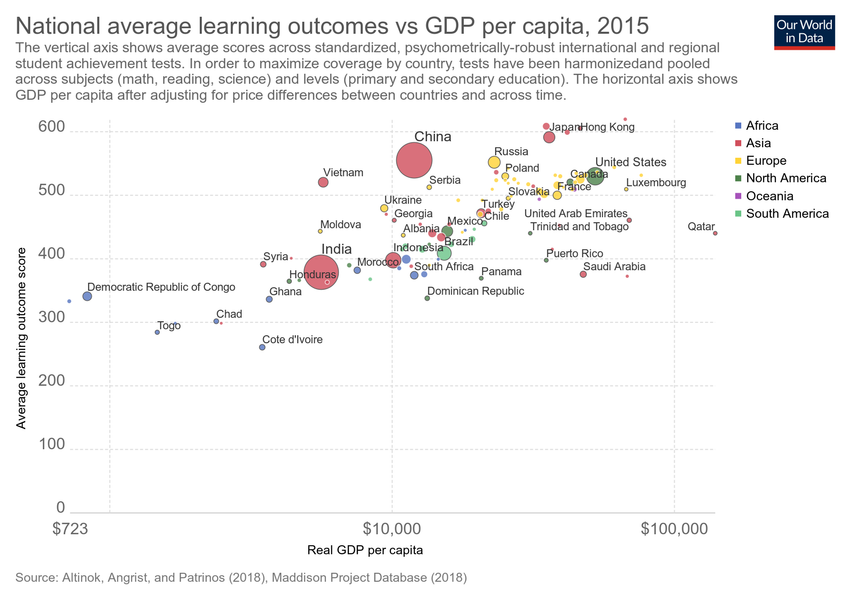 National average learning outcomes vs GDP per capita, 2015
Our World
in Data
The vertical axis shows average scores across standardized, psychometrically-robust international and regional
student achievement tests. In order to maximize coverage by country, tests have been harmonizedand pooled
across subjects (math, reading, science) and levels (primary and secondary education). The horizontal axis shows
GDP per capita after adjusting for price differences between countries and across time.
600
500
400
300
200
100
0
Average learning outcome score
Japan
Hong Kong
China
Russia
Vietnam
Serbia
Poland
Canada
United States
Slovakia
France
Luxembourg
Ukraine
Georgia
Turkey
Chile
United Arab Emirates
Moldova
Albania
Mexico
Trinidad and Tobago
Qatar
Brazil
India
Indonesia
Syria
Morocco
South Africa
Puerto Rico
Saudi Arabia
Honduras
Panama
Democratic Republic of Congo
Ghana
Dominican Republic
Togo
Chad
Cote d'Ivoire
$723
$10,000
$100,000
Real GDP per capita
Africa
Asia
Europe
North America
Oceania
South America
Source: Altinok, Angrist, and Patrinos (2018), Maddison Project Database (2018)